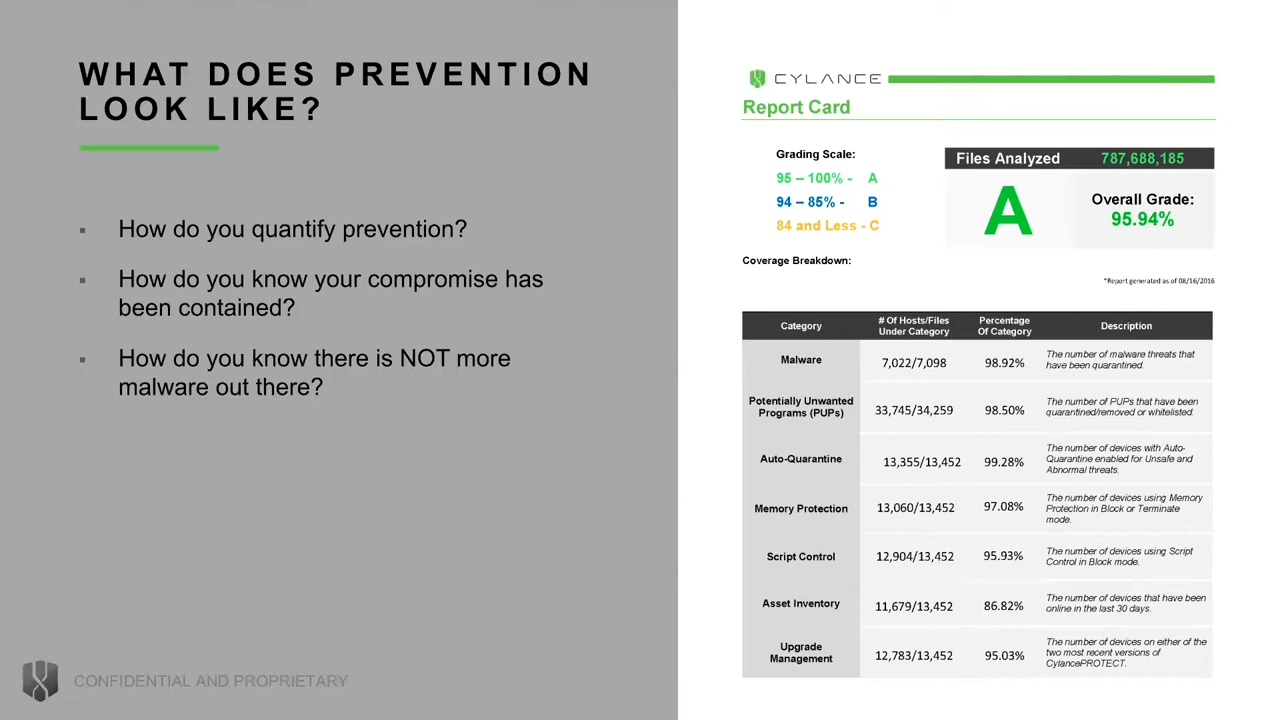 WHAT DOES PREVENTION
LOOK LIKE?
▪ How do you quantify prevention?
▪ How do you know your compromise has
been contained?
▪ How do you know there is NOT more
malware out there?
CONFIDENTIAL AND PROPRIETARY
CYLANCE
Report Card
Grading Scale:
95 – 100% - A
94 – 85% - B
84 and Less - C
Files Analyzed 787,688,185
A
Overall Grade:
95.94%
Coverage Breakdown:
*Report generated as of 08/16/2016
Category
# Of Hosts/Files
Under Category
Percentage
Of Category
Description
Malware
7,022/7,098
98.92%
The number of malware threats that
have been quarantined.
Potentially Unwanted
Programs (PUPs)
33,745/34,259
98.50%
The number of PUPs that have been
quarantined/removed or whitelisted.
Auto-Quarantine
13,355/13,452
99.28%
The number of devices with Auto-
Quarantine enabled for Unsafe and
Abnormal threats.
Memory Protection
13,060/13,452
97.08%
The number of devices using Memory
Protection in Block or Terminate
mode.
Script Control
12,904/13,452
95.93%
The number of devices using Script
Control in Block mode.
Asset Inventory
11,679/13,452
86.82%
The number of devices that have been
online in the last 30 days.
Upgrade
Management
12,783/13,452
95.03%
The number of devices on either of the
two most recent versions of
CylancePROTECT.